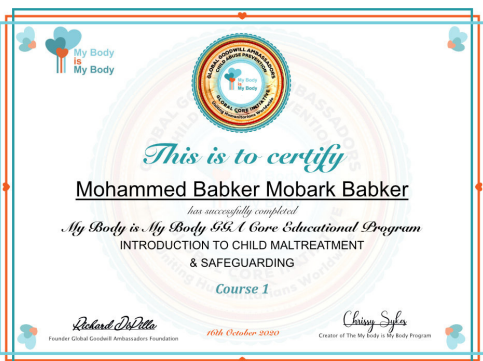 My Body
is
My Body
GLOBAL GOODWILL AMBASSADORS
CHILD ABUSE PREVENTION
My Body
is
My Body
GLOBAL CORE INITIATIVE
Uniting Humanitarians Worldwide
This is to certify
Mohammed Babker Mobark Babker
has successfully completed
My Body is My Body GGA Core Educational Program
INTRODUCTION TO CHILD MALTREATMENT
& SAFEGUARDING
Course 1
Richard DiPilla
Founder Global Goodwill Ambassadors Foundation
16th October 2020
Chrissy Sykes
Creator of The My body is My Body Program